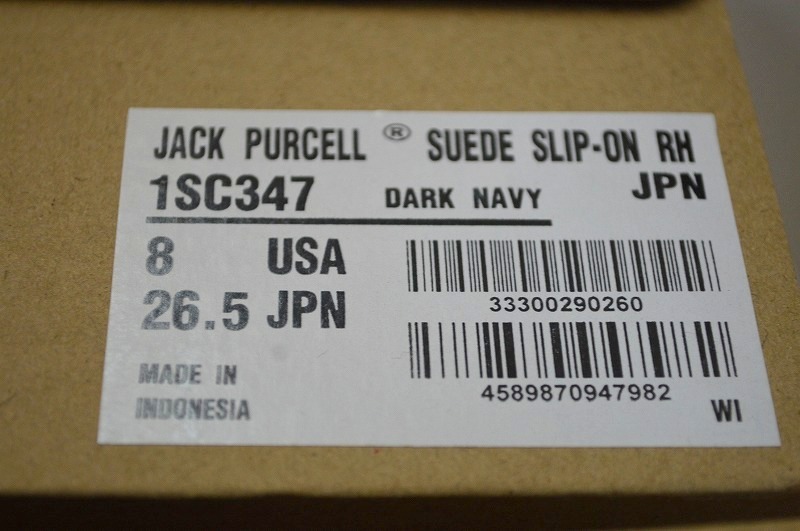 JACK PURCELL ® SUEDE SLIP-ON RH
1SC347 DARK NAVY JPN
8 USA
26.5 JPN
33300290260
4589870947982
MADE IN
INDONESIA
WI